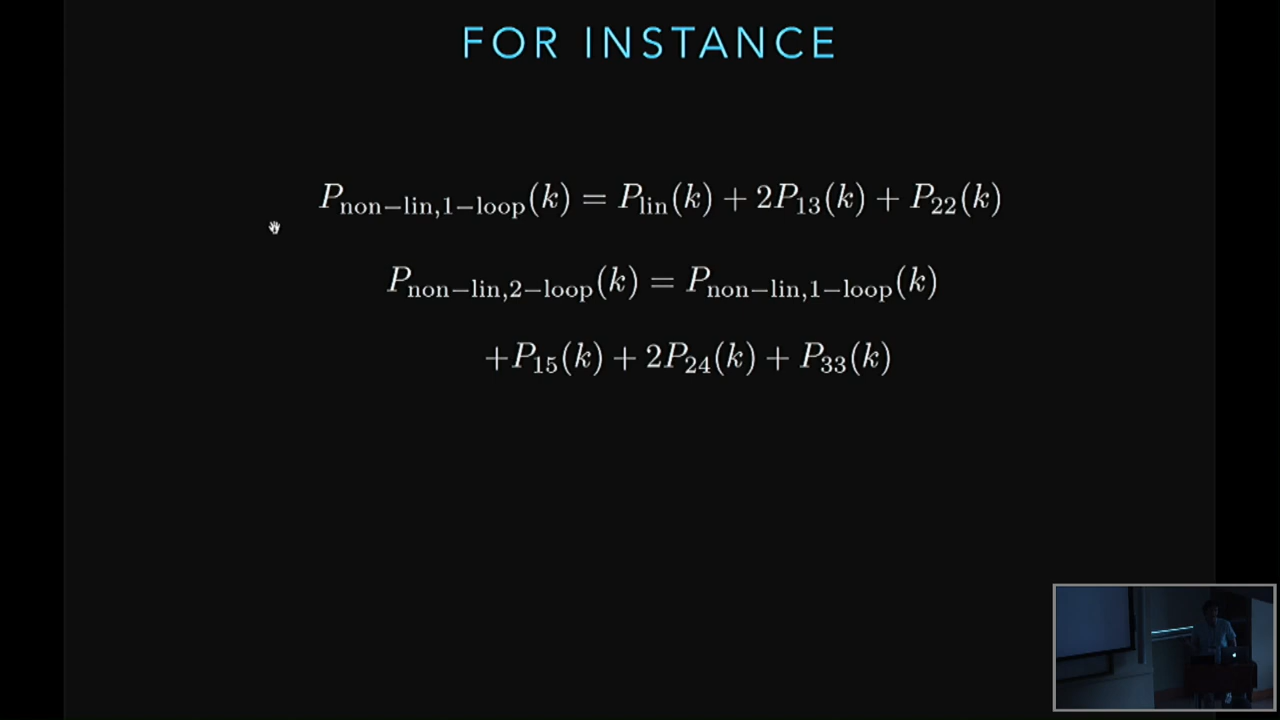 FOR INSTANCE
P_{non-lin,1-loop}(k) = P_{lin}(k) + 2P_{13}(k) + P_{22}(k)
P_{non-lin,2-loop}(k) = P_{non-lin,1-loop}(k)
+P_{15}(k) + 2P_{24}(k) + P_{33}(k)